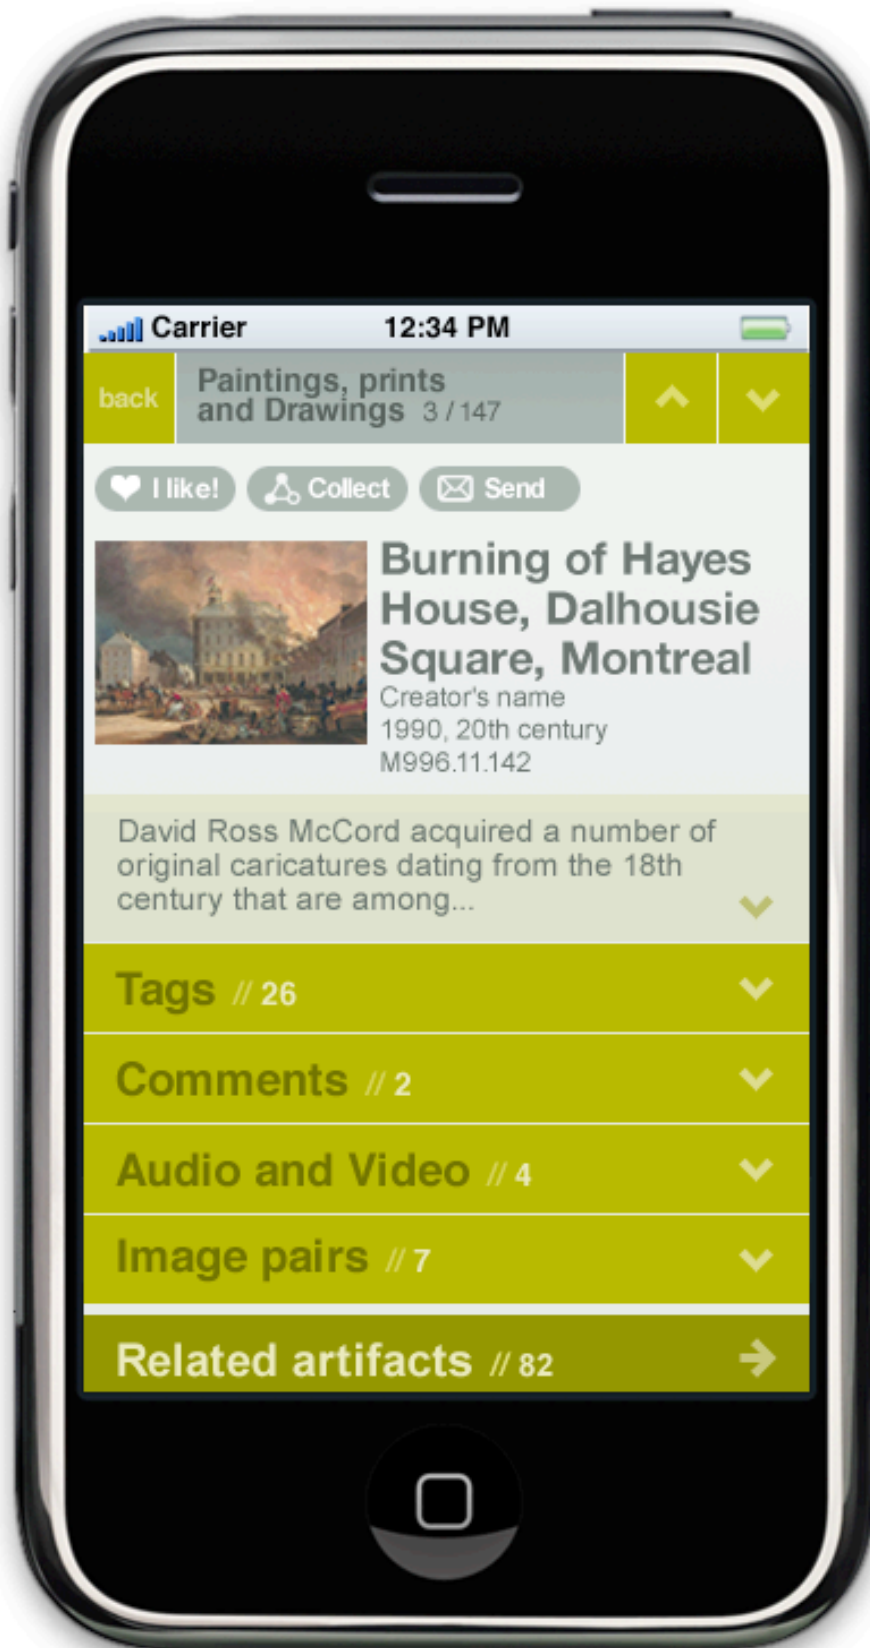 Carrier 12:34 PM
back
Paintings, prints
and Drawings 3 / 147
I like! Collect Send
Burning of Hayes
House, Dalhousie
Square, Montreal
Creator's name
1990, 20th century
M996.11.142
David Ross McCord acquired a number of
original caricatures dating from the 18th
century that are among...
Tags // 26
Comments // 2
Audio and Video // 4
Image pairs // 7
Related artifacts // 82